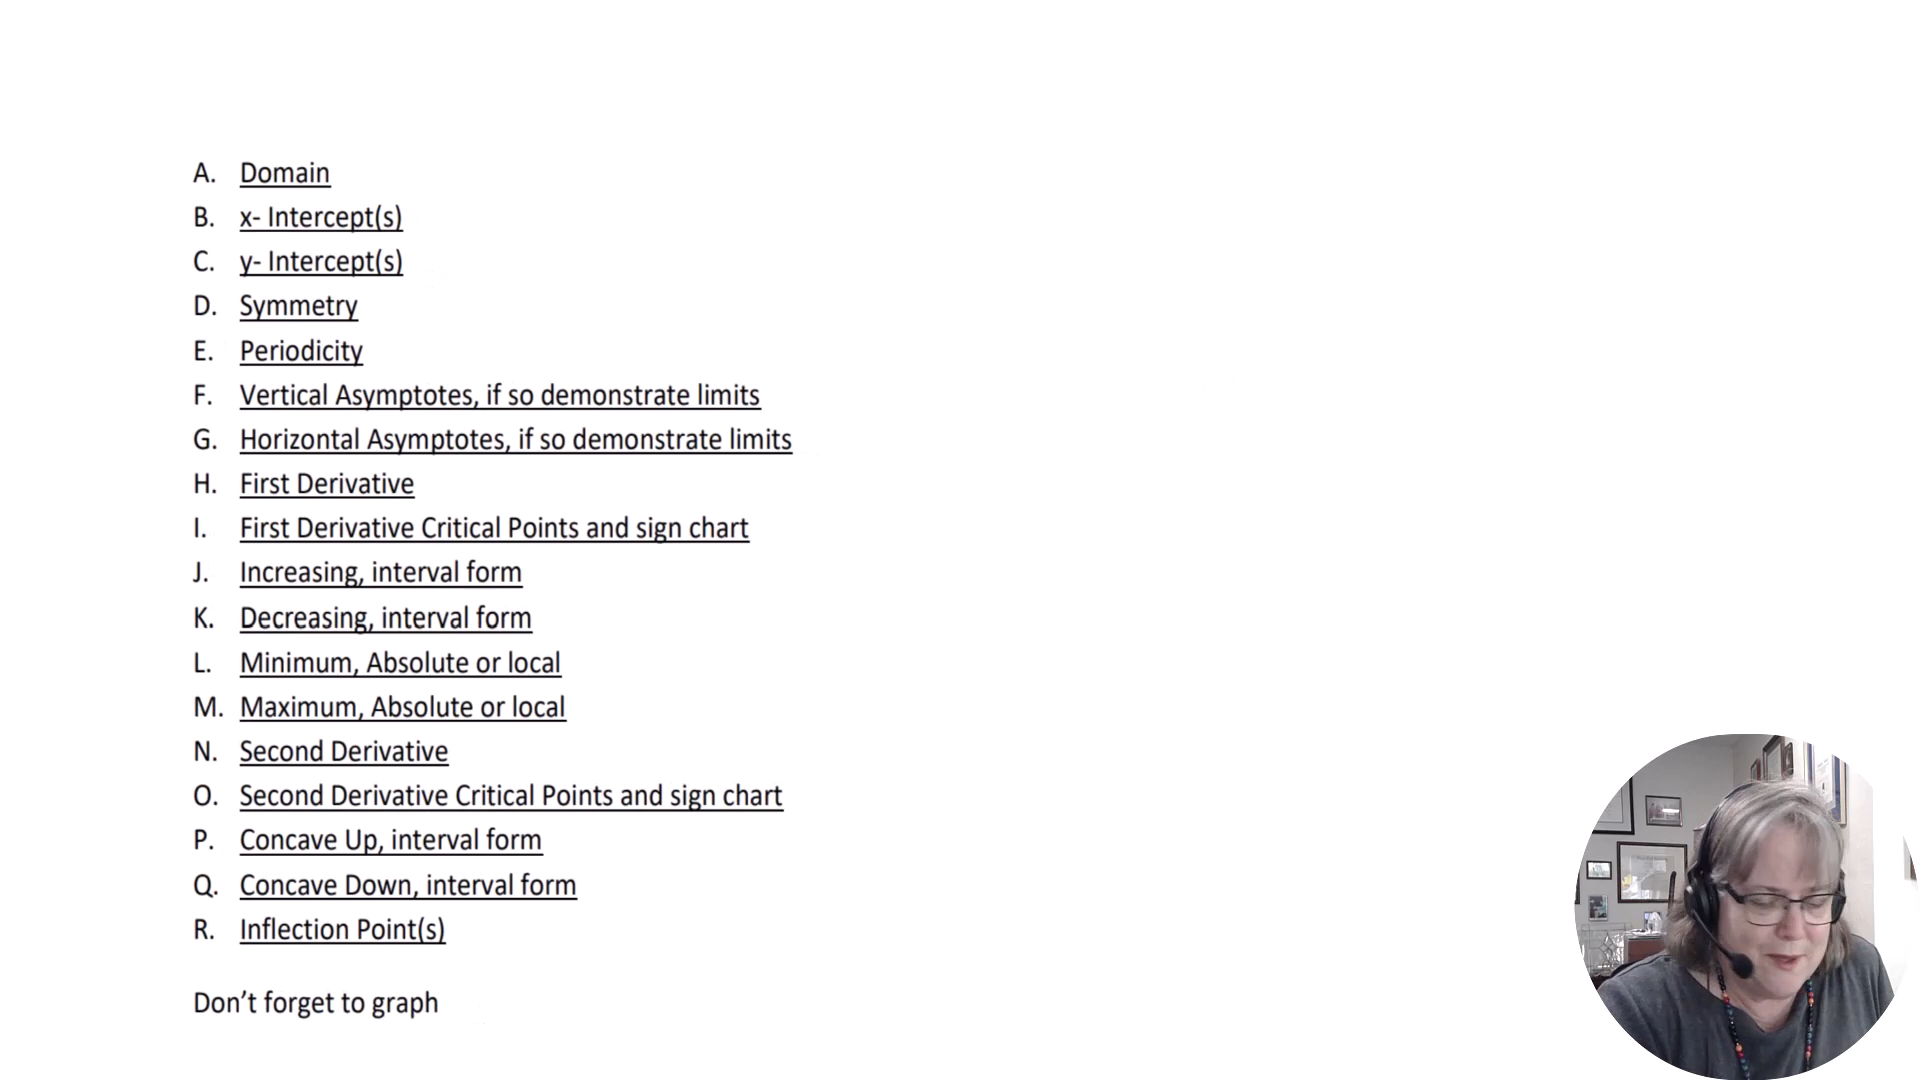 A. Domain
B. x- Intercept(s)
C. y- Intercept(s)
D. Symmetry
E. Periodicity
F. Vertical Asymptotes, if so demonstrate limits
G. Horizontal Asymptotes, if so demonstrate limits
H. First Derivative
I. First Derivative Critical Points and sign chart
J. Increasing, interval form
K. Decreasing, interval form
L. Minimum, Absolute or local
M. Maximum, Absolute or local
N. Second Derivative
O. Second Derivative Critical Points and sign chart
P. Concave Up, interval form
Q. Concave Down, interval form
R. Inflection Point(s)
Don’t forget to graph